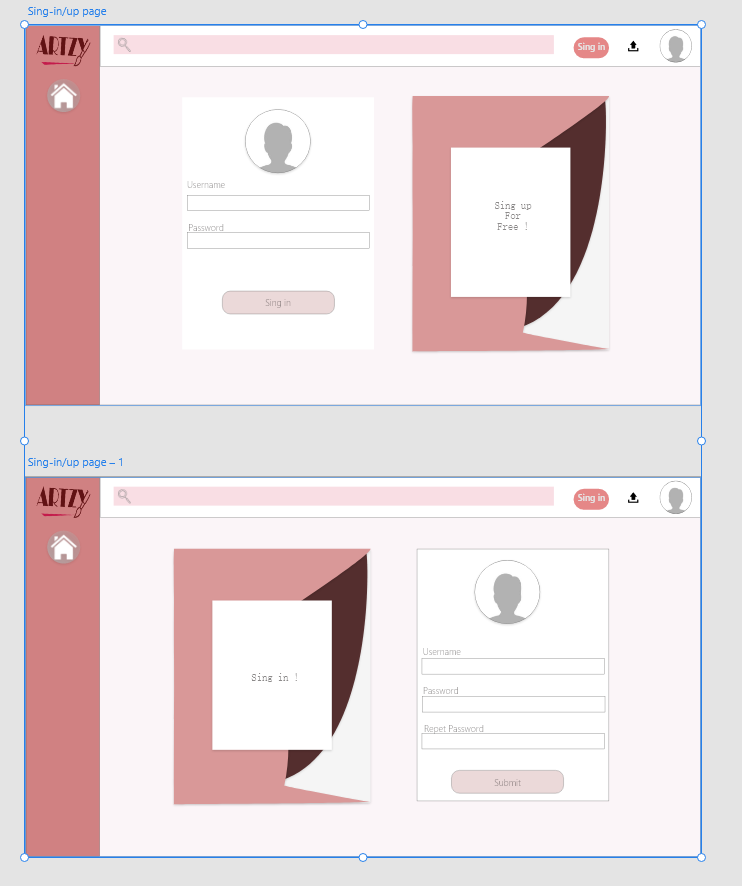 Sing-in/up page
ARTZY
Sing in
Username
Password
Sing in
Sing up
For
Free !
Sing-in/up page – 1
ARTZY
Sing in
Sing in !
Username
Password
Repet Password
Submit